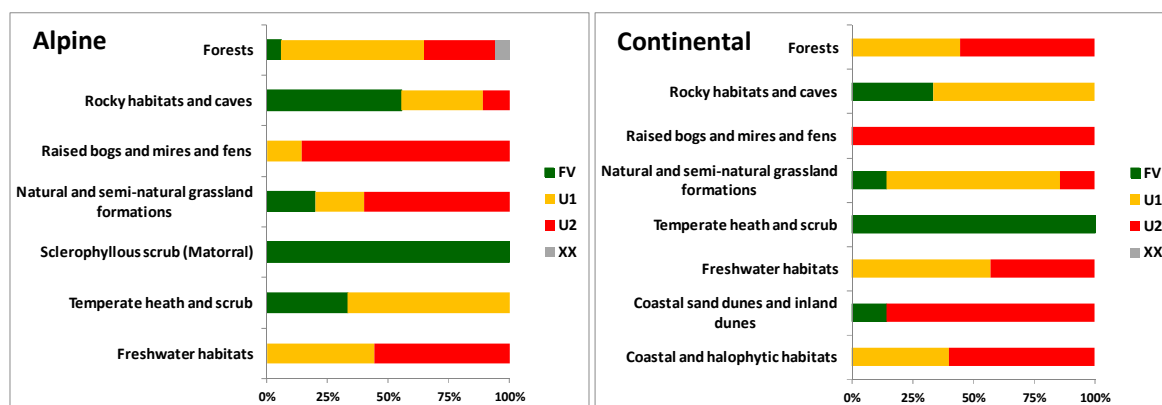 Alpine
Forests
Rocky habitats and caves
Raised bogs and mires and fens
Natural and semi-natural grassland
formations
Sclerophyllous scrub (Matorral)
Temperate heath and scrub
Freshwater habitats
0% 25% 50% 75% 100%
FV
U1
U2
XX
Continental
Forests
Rocky habitats and caves
Raised bogs and mires and fens
Natural and semi-natural grassland
formations
Temperate heath and scrub
Freshwater habitats
Coastal sand dunes and inland
dunes
Coastal and halophytic habitats
0% 25% 50% 75% 100%
FV
U1
U2
XX